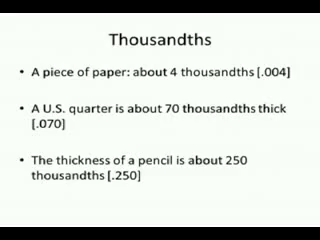 Thousandths
• A piece of paper: about 4 thousandths [.004]
• A U.S. quarter is about 70 thousandths thick
[.070]
• The thickness of a pencil is about 250
thousandths [.250]